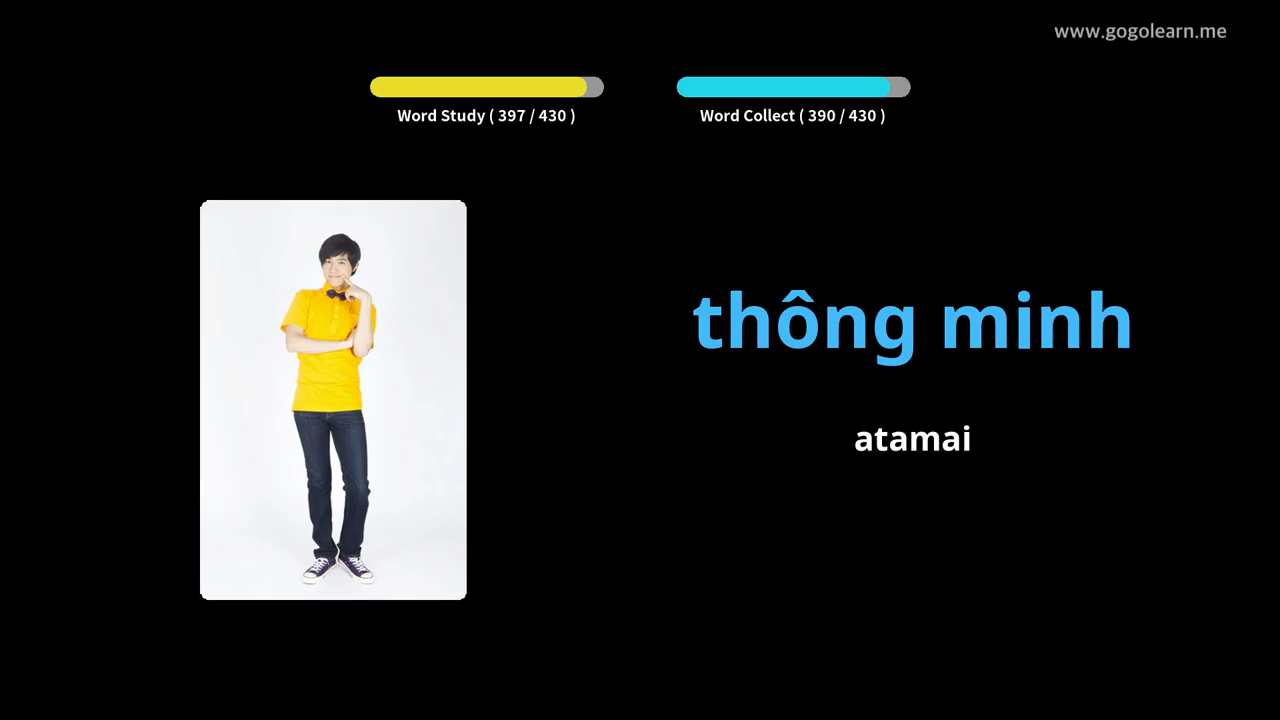 www.gogolearn.me
Word Study ( 397 / 430 )
Word Collect ( 390 / 430 )
thông minh
atamai